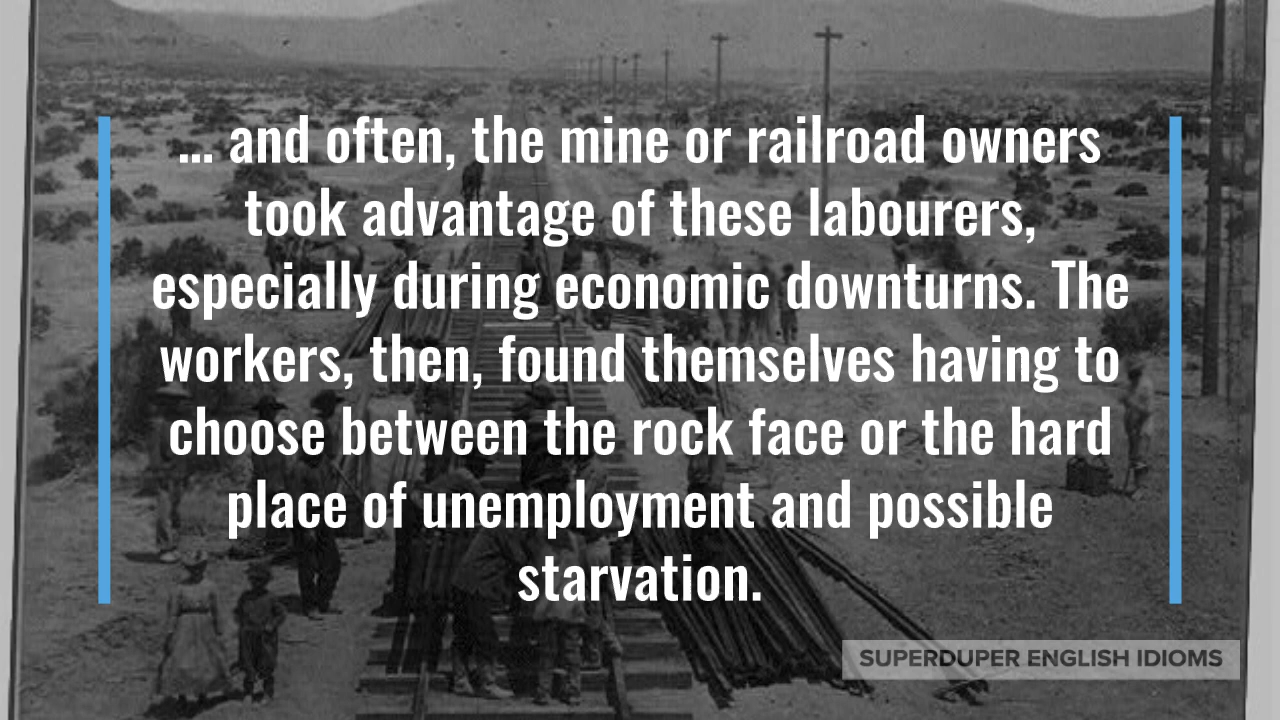 ... and often, the mine or railroad owners
took advantage of these labourers,
especially during economic downturns. The
workers, then, found themselves having to
choose between the rock face or the hard
place of unemployment and possible
starvation.
SUPERDUPER ENGLISH IDIOMS